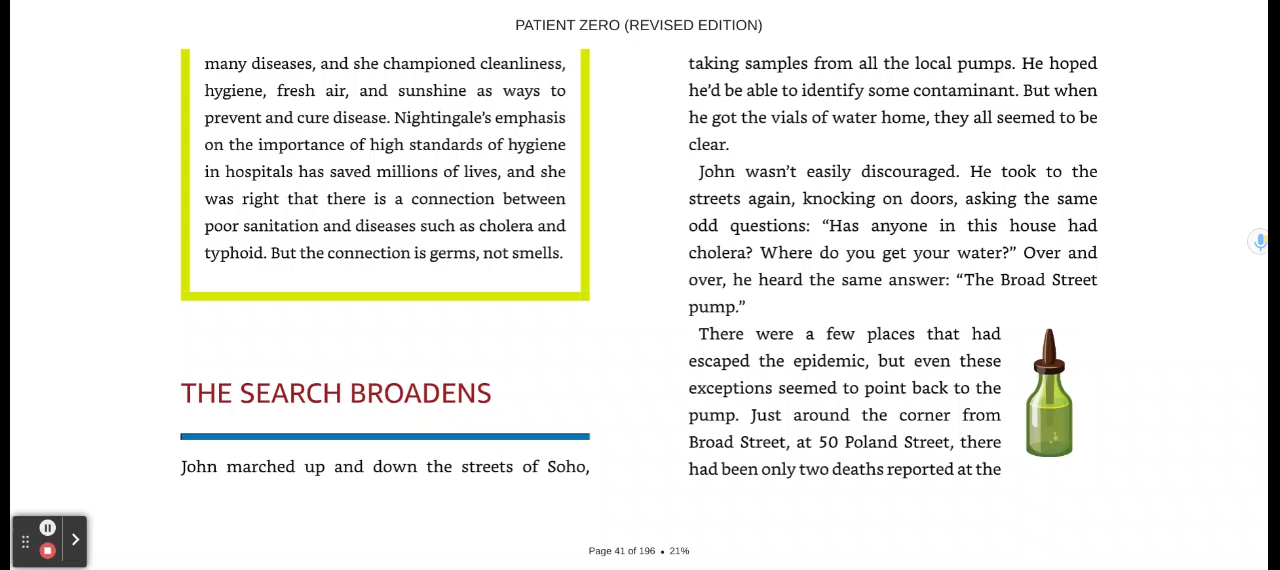 PATIENT ZERO (REVISED EDITION)
many diseases, and she championed cleanliness,
hygiene, fresh air, and sunshine as ways to
prevent and cure disease. Nightingale’s emphasis
on the importance of high standards of hygiene
in hospitals has saved millions of lives, and she
was right that there is a connection between
poor sanitation and diseases such as cholera and
typhoid. But the connection is germs, not smells.
THE SEARCH BROADENS
John marched up and down the streets of Soho,
taking samples from all the local pumps. He hoped
he’d be able to identify some contaminant. But when
he got the vials of water home, they all seemed to be
clear.
John wasn’t easily discouraged. He took to the
streets again, knocking on doors, asking the same
odd questions: “Has anyone in this house had
cholera? Where do you get your water?” Over and
over, he heard the same answer: “The Broad Street
pump.”
There were a few places that had
escaped the epidemic, but even these
exceptions seemed to point back to the
pump. Just around the corner from
Broad Street, at 50 Poland Street, there
had been only two deaths reported at the
Page 41 of 196 • 21%